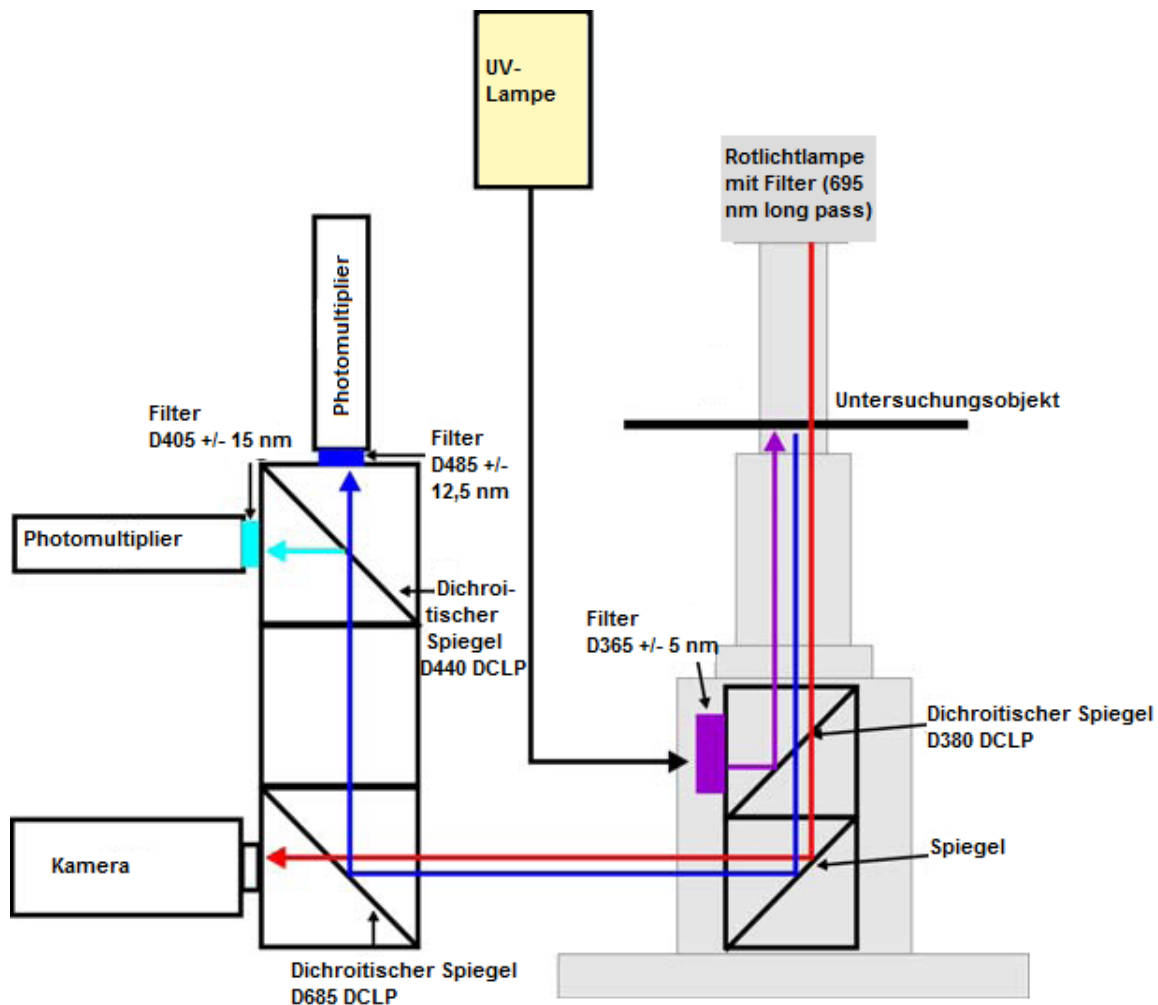 UV-
Lampe
Rotlichtlampe
mit Filter (695
nm long pass)
Photomultiplier
Untersuchungsobjekt
Filter
D405 +/- 15 nm
Filter
D485 +/-
12,5 nm
Photomultiplier
Dichroi-
tischer
Spiegel
D440 DCLP
Filter
D365 +/- 5 nm
Dichroitischer Spiegel
D380 DCLP
Kamera
Spiegel
Dichroitischer Spiegel
D685 DCLP